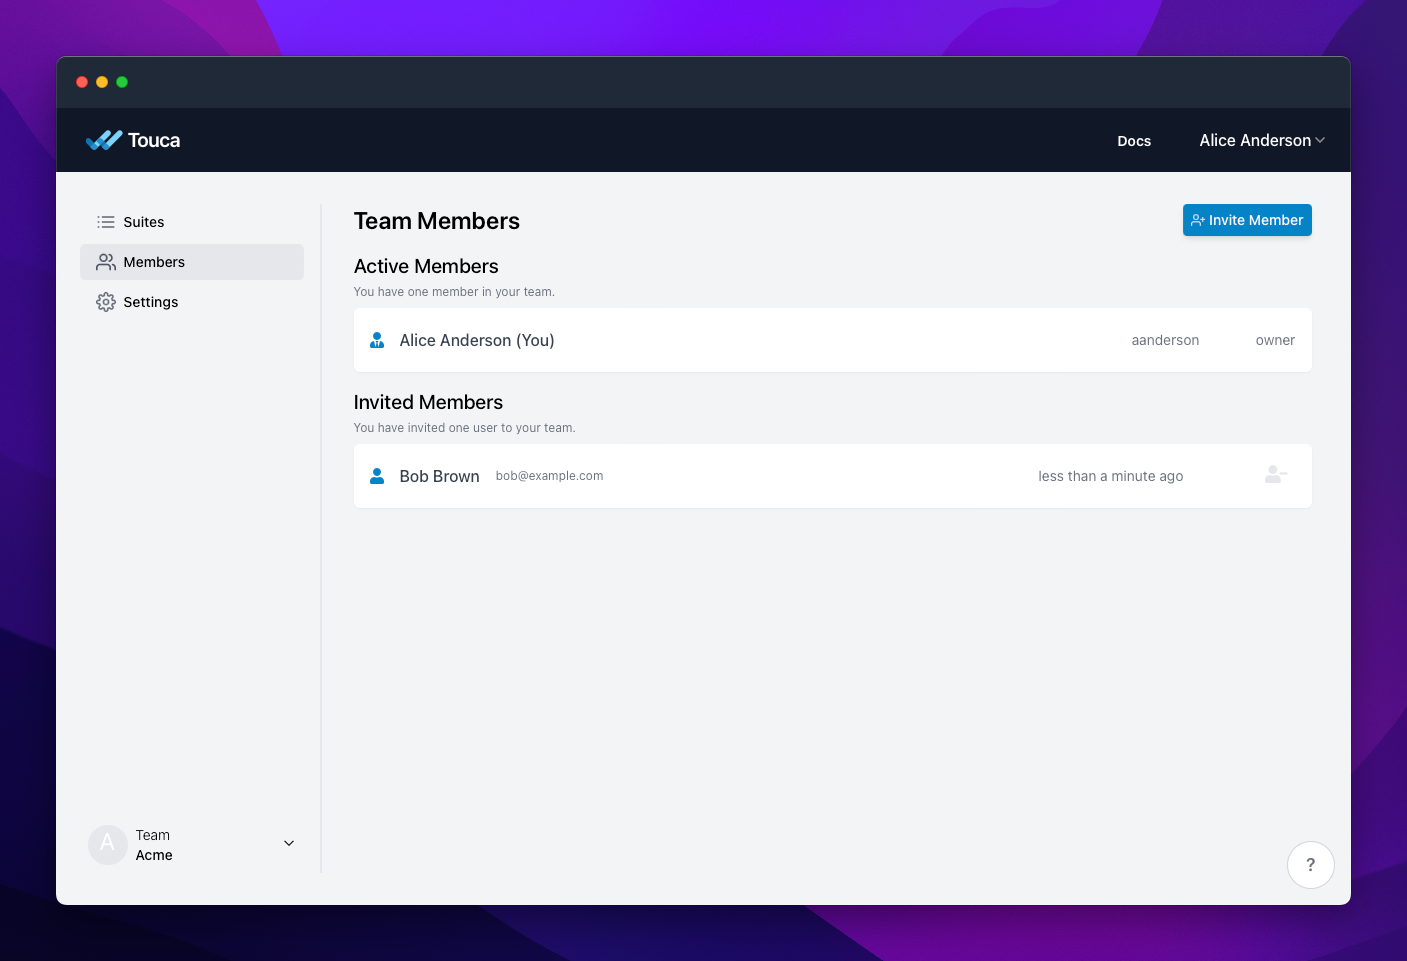 Touca
Docs
Alice Anderson
Suites
Members
Settings
Team Members
Invite Member
Active Members
You have one member in your team.
Alice Anderson (You)
aanderson
owner
Invited Members
You have invited one user to your team.
Bob Brown
bob@example.com
less than a minute ago
A
Team
Acme
?